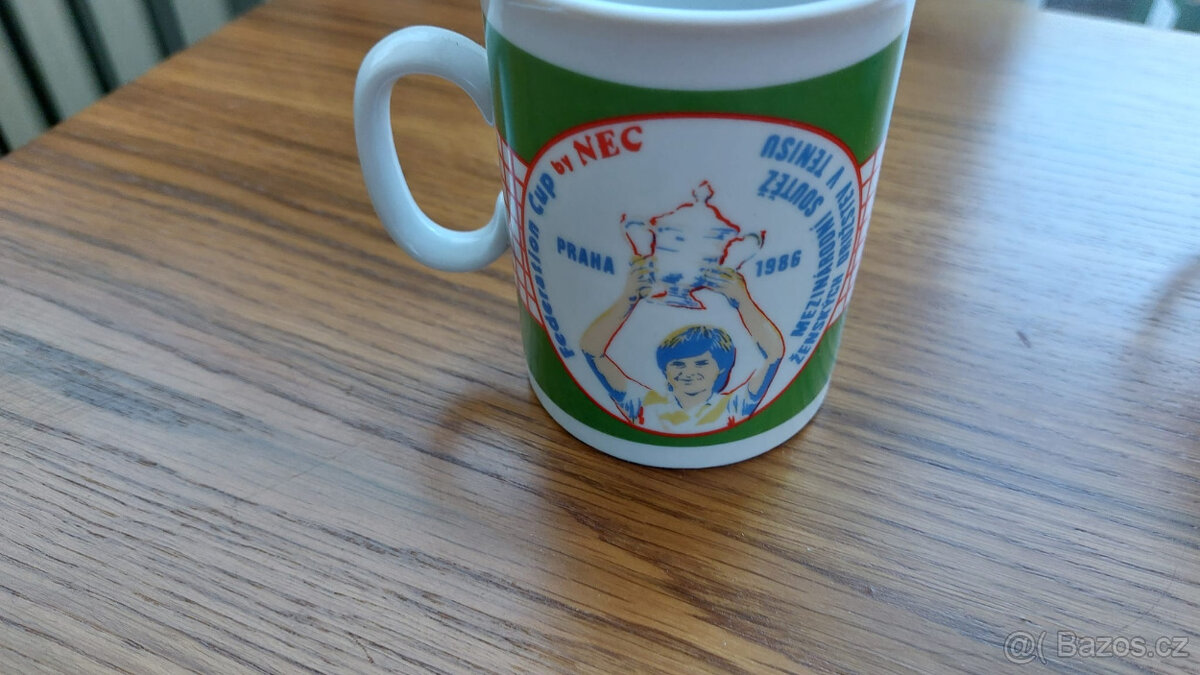 Federation Cup by NEC
PRAHA 1986
MEZINÁRODNÍ SOUTĚŽ
ŽENSKÝCH DRUŽSTEV V TENISU
@( Bazos.cz